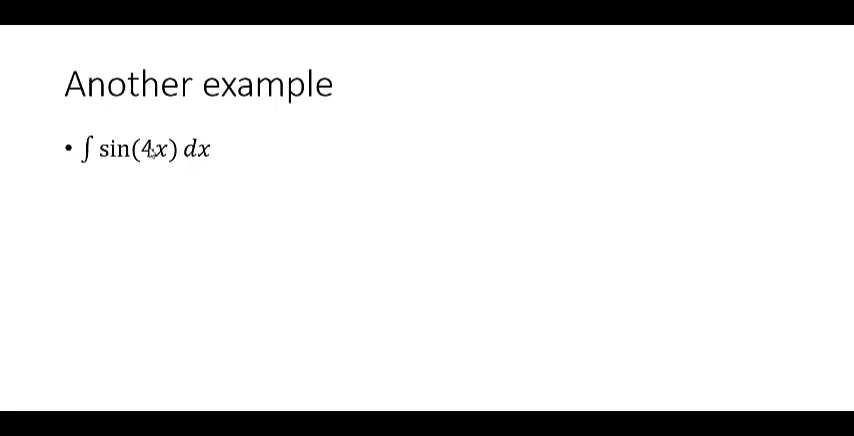 Another example
• ∫ sin(4x) dx